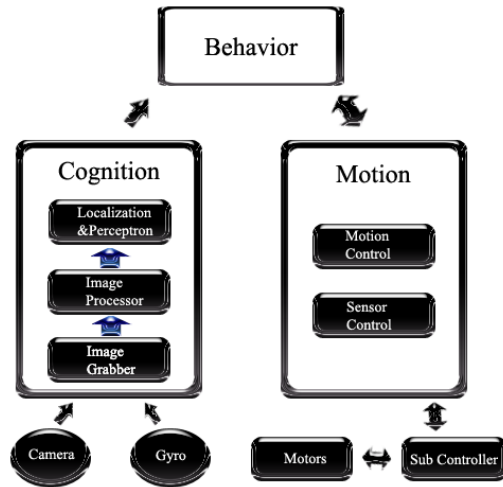 Behavior
Cognition
Localization
&Perceptron
Image
Processor
Image
Grabber
Camera
Gyro
Motion
Motion
Control
Sensor
Control
Motors
Sub Controller